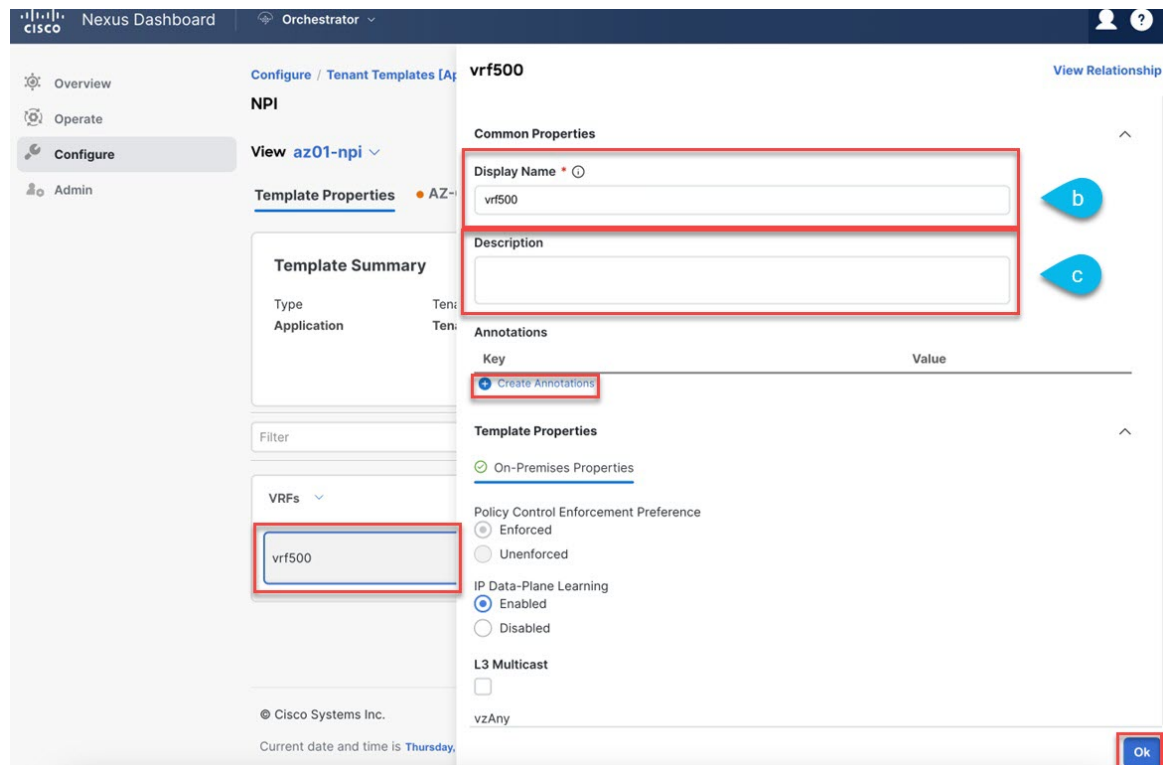 CISCO Nexus Dashboard Orchestrator ?
Overview
Operate
Configure
Admin
Configure / Tenant Templates [Ap
NPI
View az01-npi
Template Properties AZ-
Template Summary
Type Tena
Application Tena
Filter
VRFs
vrf500
© Cisco Systems Inc.
Current date and time is Thursday,
vrf500 View Relationship
Common Properties
Display Name *
vrf500
b
Description
c
Annotations
Key Value
Create Annotations
Template Properties
On-Premises Properties
Policy Control Enforcement Preference
Enforced
Unenforced
IP Data-Plane Learning
Enabled
Disabled
L3 Multicast
vzAny
Ok